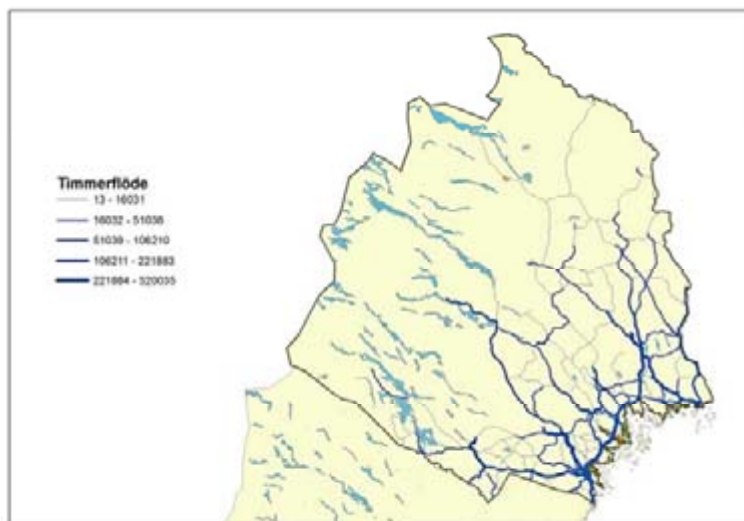 Timmerflöde
13 - 16031
16032 - 51038
51039 - 106210
106211 - 221883
221884 - 520035